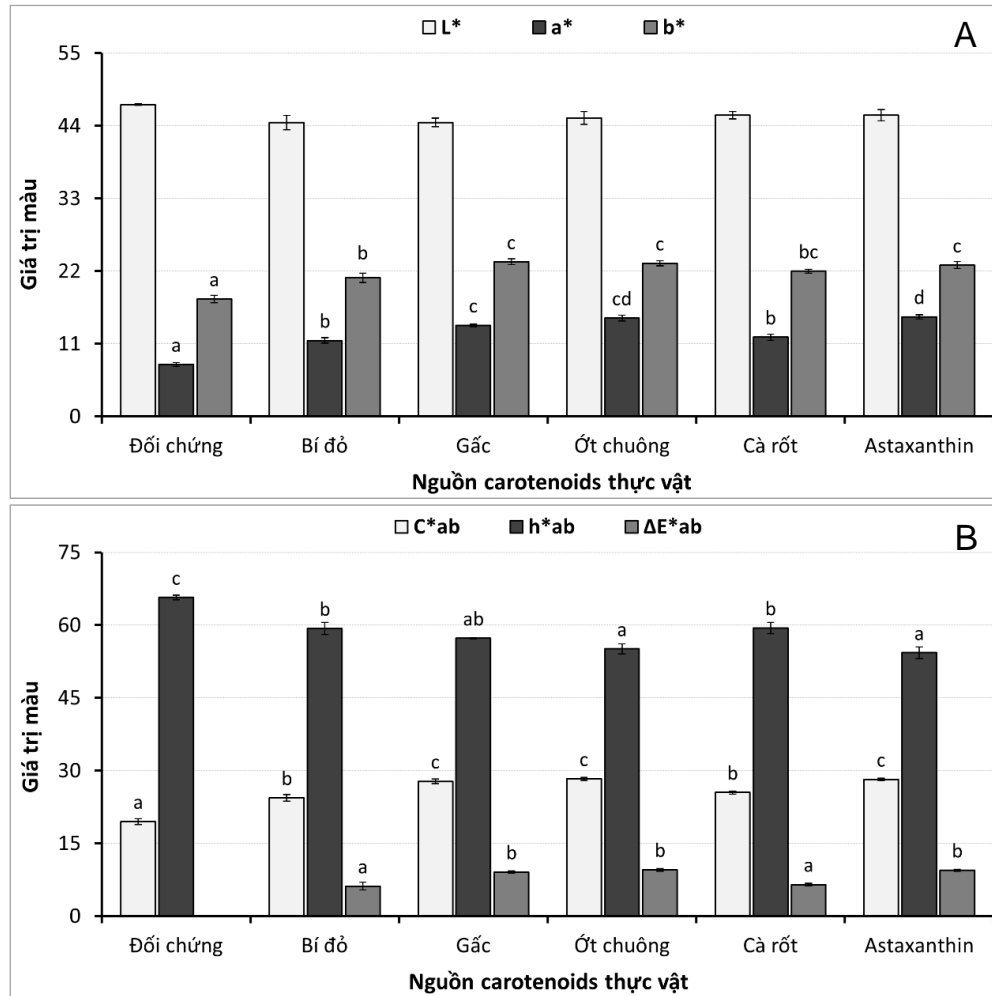 L* a* b*
A
55
44
33
22
11
0
Giá trị màu
a a
b b
c c
cd c
b bc
d c
Đối chứng Bí đỏ Gấc Ớt chuông Cà rốt Astaxanthin
Nguồn carotenoids thực vật
C*ab h*ab ΔE*ab
B
75
60
45
30
15
0
Giá trị màu
a c
b b a
c ab b
c a b
b b a
c a b
Đối chứng Bí đỏ Gấc Ớt chuông Cà rốt Astaxanthin
Nguồn carotenoids thực vật